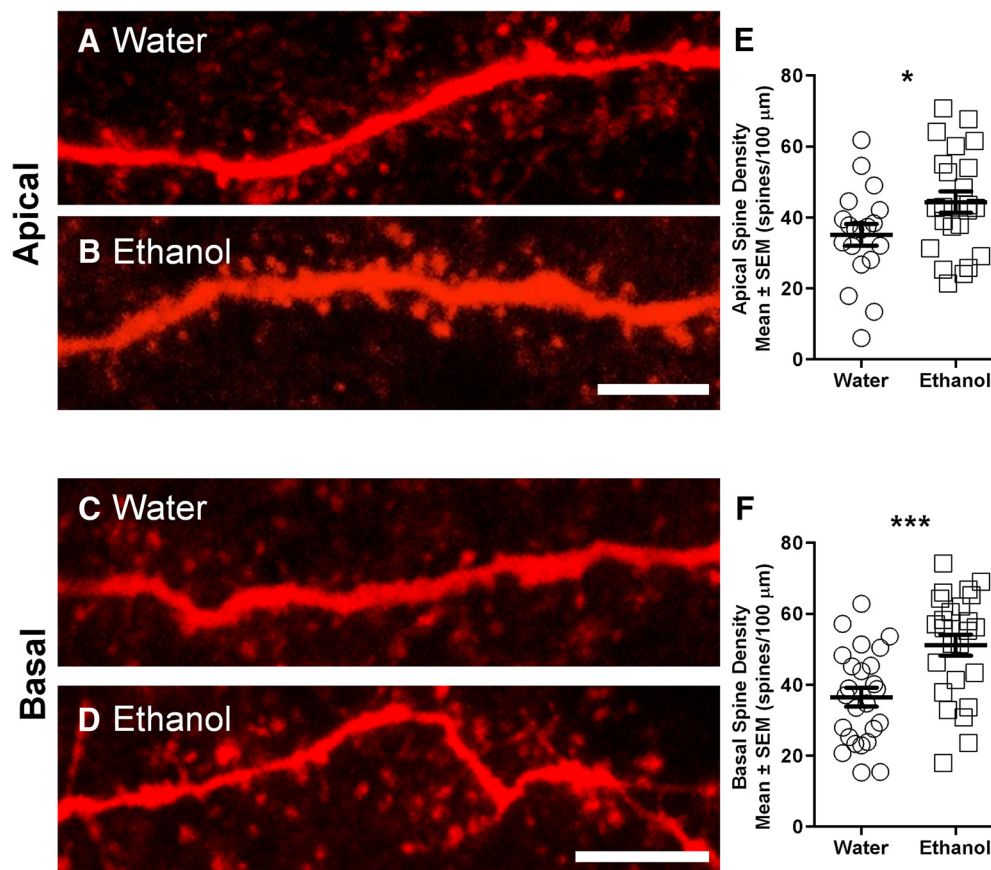 Apical
A Water
B Ethanol
E
*
Apical Spine Density
Mean ± SEM (spines/100 μm)
80
60
40
20
0
Water Ethanol
Basal
C Water
D Ethanol
F
***
Basal Spine Density
Mean ± SEM (spines/100 μm)
80
60
40
20
0
Water Ethanol